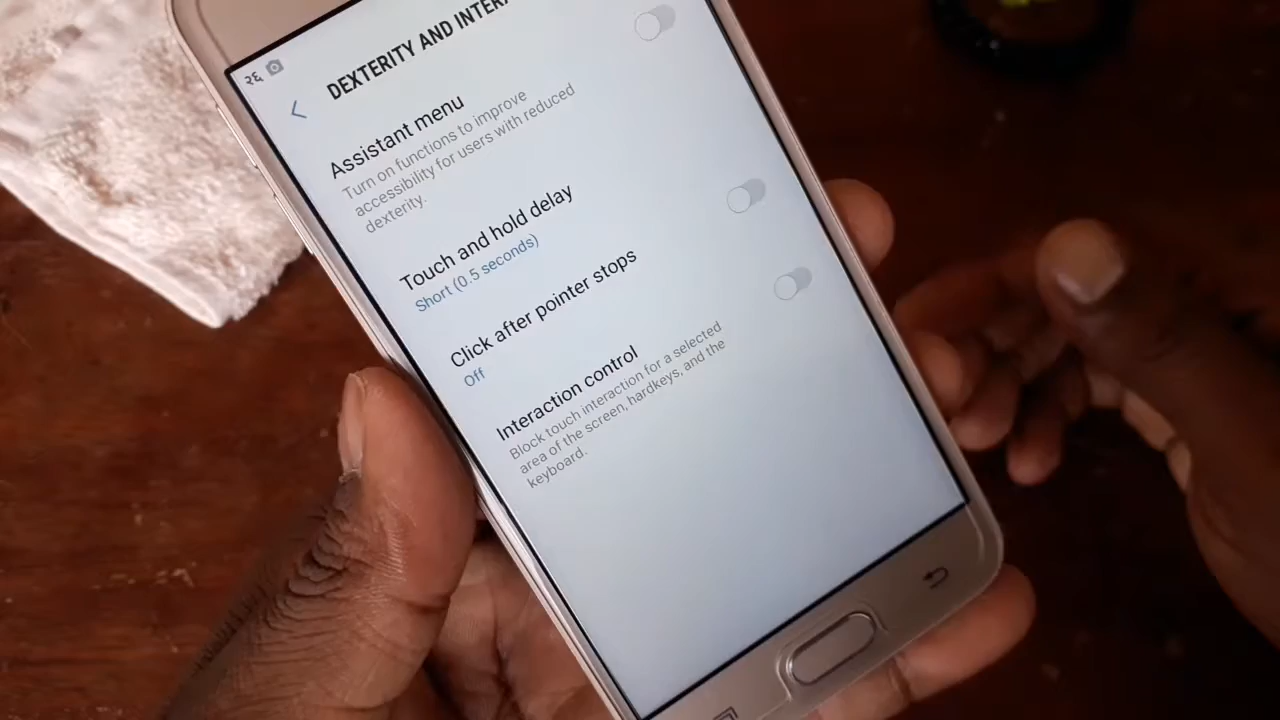 २६
DEXTERITY AND
Assistant menu
Turn on functions to improve
accessibility for users with reduced
dexterity.
Touch and hold delay
Short (0.5 seconds)
Click after pointer stops
Off
Interaction control
Block touch interaction for a selected
area of the screen, hardkeys, and the
keyboard.